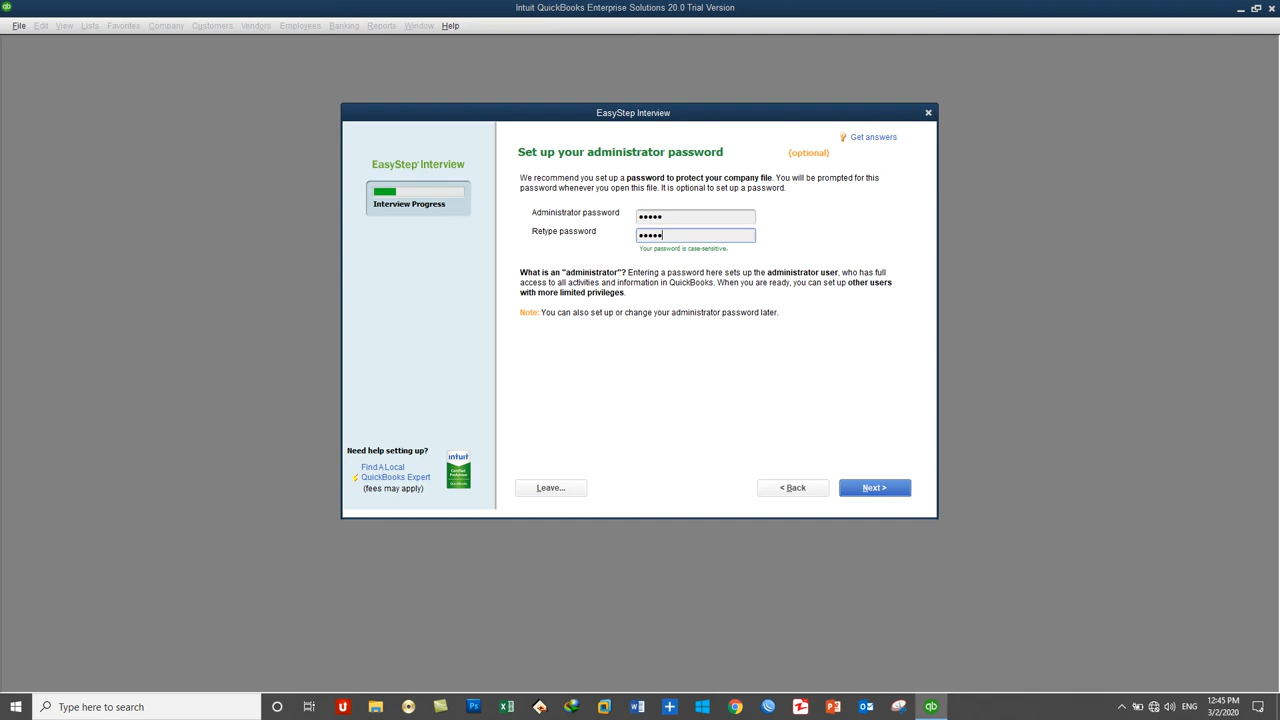 Intuit QuickBooks Enterprise Solutions 20.0 Trial Version
File Edit View Lists Favorites Company Customers Vendors Employees Banking Reports Window Help
EasyStep Interview
Get answers
Set up your administrator password (optional)
EasyStep Interview
Interview Progress
We recommend you set up a password to protect your company file. You will be prompted for this
password whenever you open this file. It is optional to set up a password.
Administrator password •••••
Retype password •••••
Your password is case-sensitive.
What is an "administrator"? Entering a password here sets up the administrator user, who has full
access to all activities and information in QuickBooks. When you are ready, you can set up other users
with more limited privileges.
Note: You can also set up or change your administrator password later.
Need help setting up?
Find A Local
QuickBooks Expert
(fees may apply)
intuit
Leave...
< Back
Next >
Type here to search
ENG
12:45 PM
3/2/2020